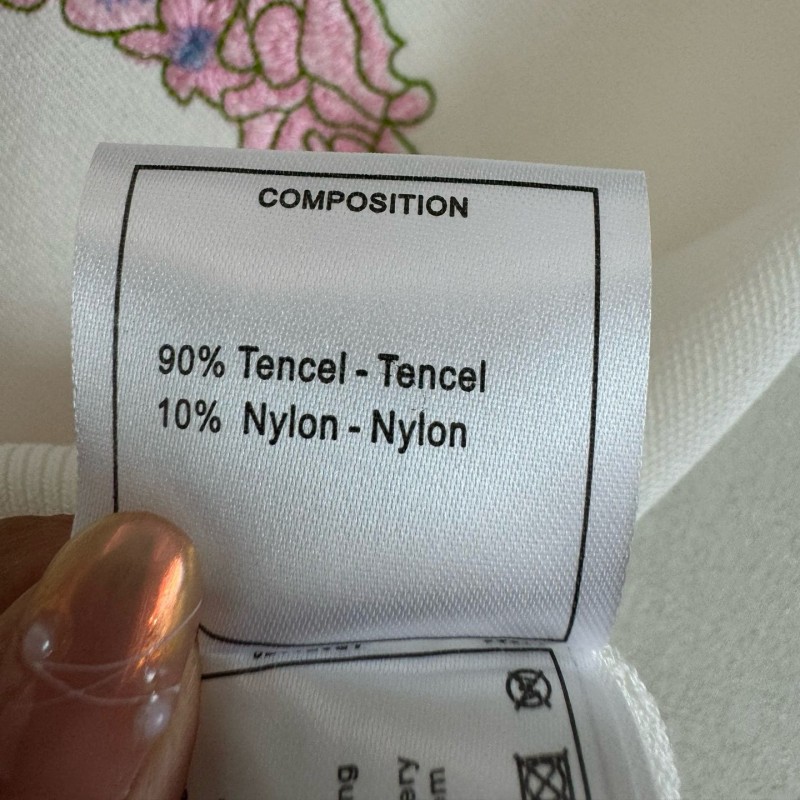 COMPOSITION
90% Tencel - Tencel
10% Nylon - Nylon